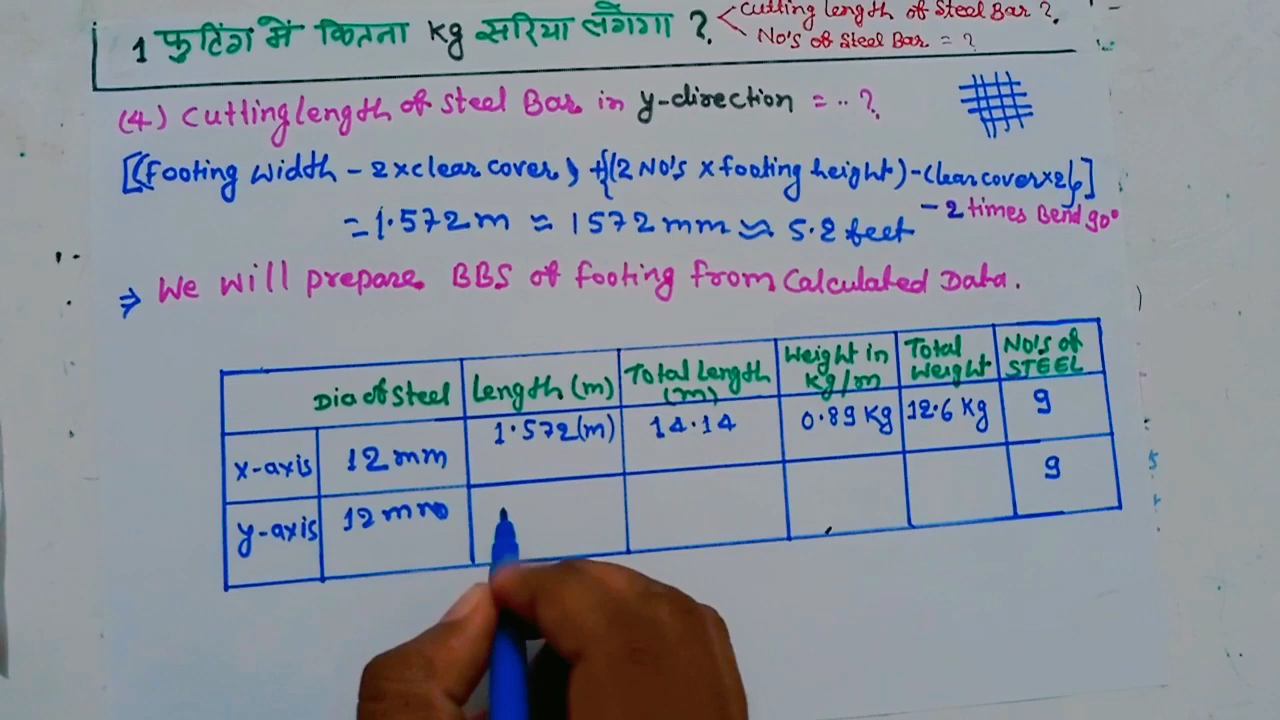 1 फुटिंग में कितना kg सरिया लगेगा ?
cutting length of Steel Bar ?
No's of Steel Bar = ?
(4) Cutting length of Steel Bar in y-direction = .. ?
[(footing width - 2 x clear cover) + {(2 No's x footing height) - clear cover x 2}]
- 2 times Bend 90°
= 1.572 m ≈ 1572 mm ≈ 5.2 feet
⇒ We will prepare BBS of footing from Calculated Data.
Dia of Steel Length (m) Total Length (m) Weight in Kg/m Total Weight No's of STEEL
x-axis 12 mm 1.572 (m) 14.14 0.89 Kg 12.6 Kg 9
y-axis 12 mm 9